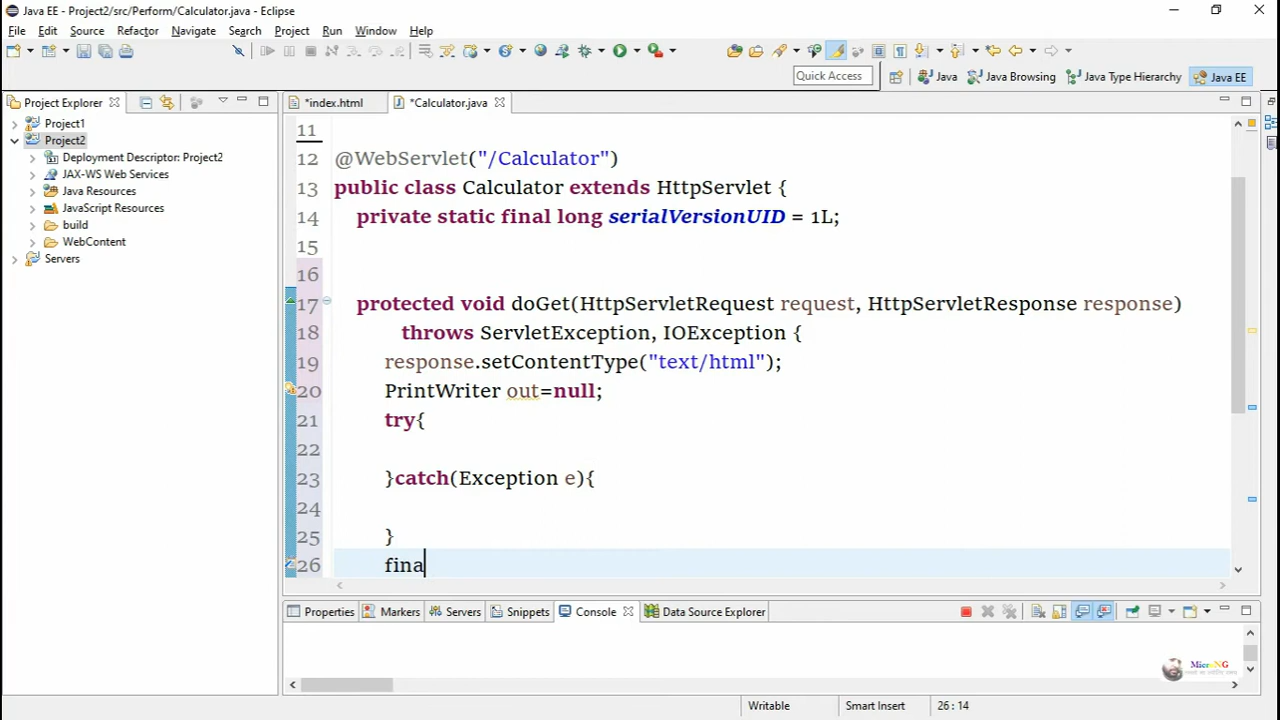 Java EE - Project2/src/Perform/Calculator.java - Eclipse
File Edit Source Refactor Navigate Search Project Run Window Help
Quick Access Java Java Browsing Java Type Hierarchy Java EE
Project Explorer
Project1
Project2
Deployment Descriptor: Project2
JAX-WS Web Services
Java Resources
JavaScript Resources
build
WebContent
Servers
*index.html *Calculator.java
11
12 @WebServlet("/Calculator")
13 public class Calculator extends HttpServlet {
14 private static final long serialVersionUID = 1L;
15
16
17 protected void doGet(HttpServletRequest request, HttpServletResponse response)
18 throws ServletException, IOException {
19 response.setContentType("text/html");
20 PrintWriter out=null;
21 try{
22
23 }catch(Exception e){
24
25 }
26 fina
Properties Markers Servers Snippets Console Data Source Explorer
MicroNG
Writable Smart Insert 26 : 14